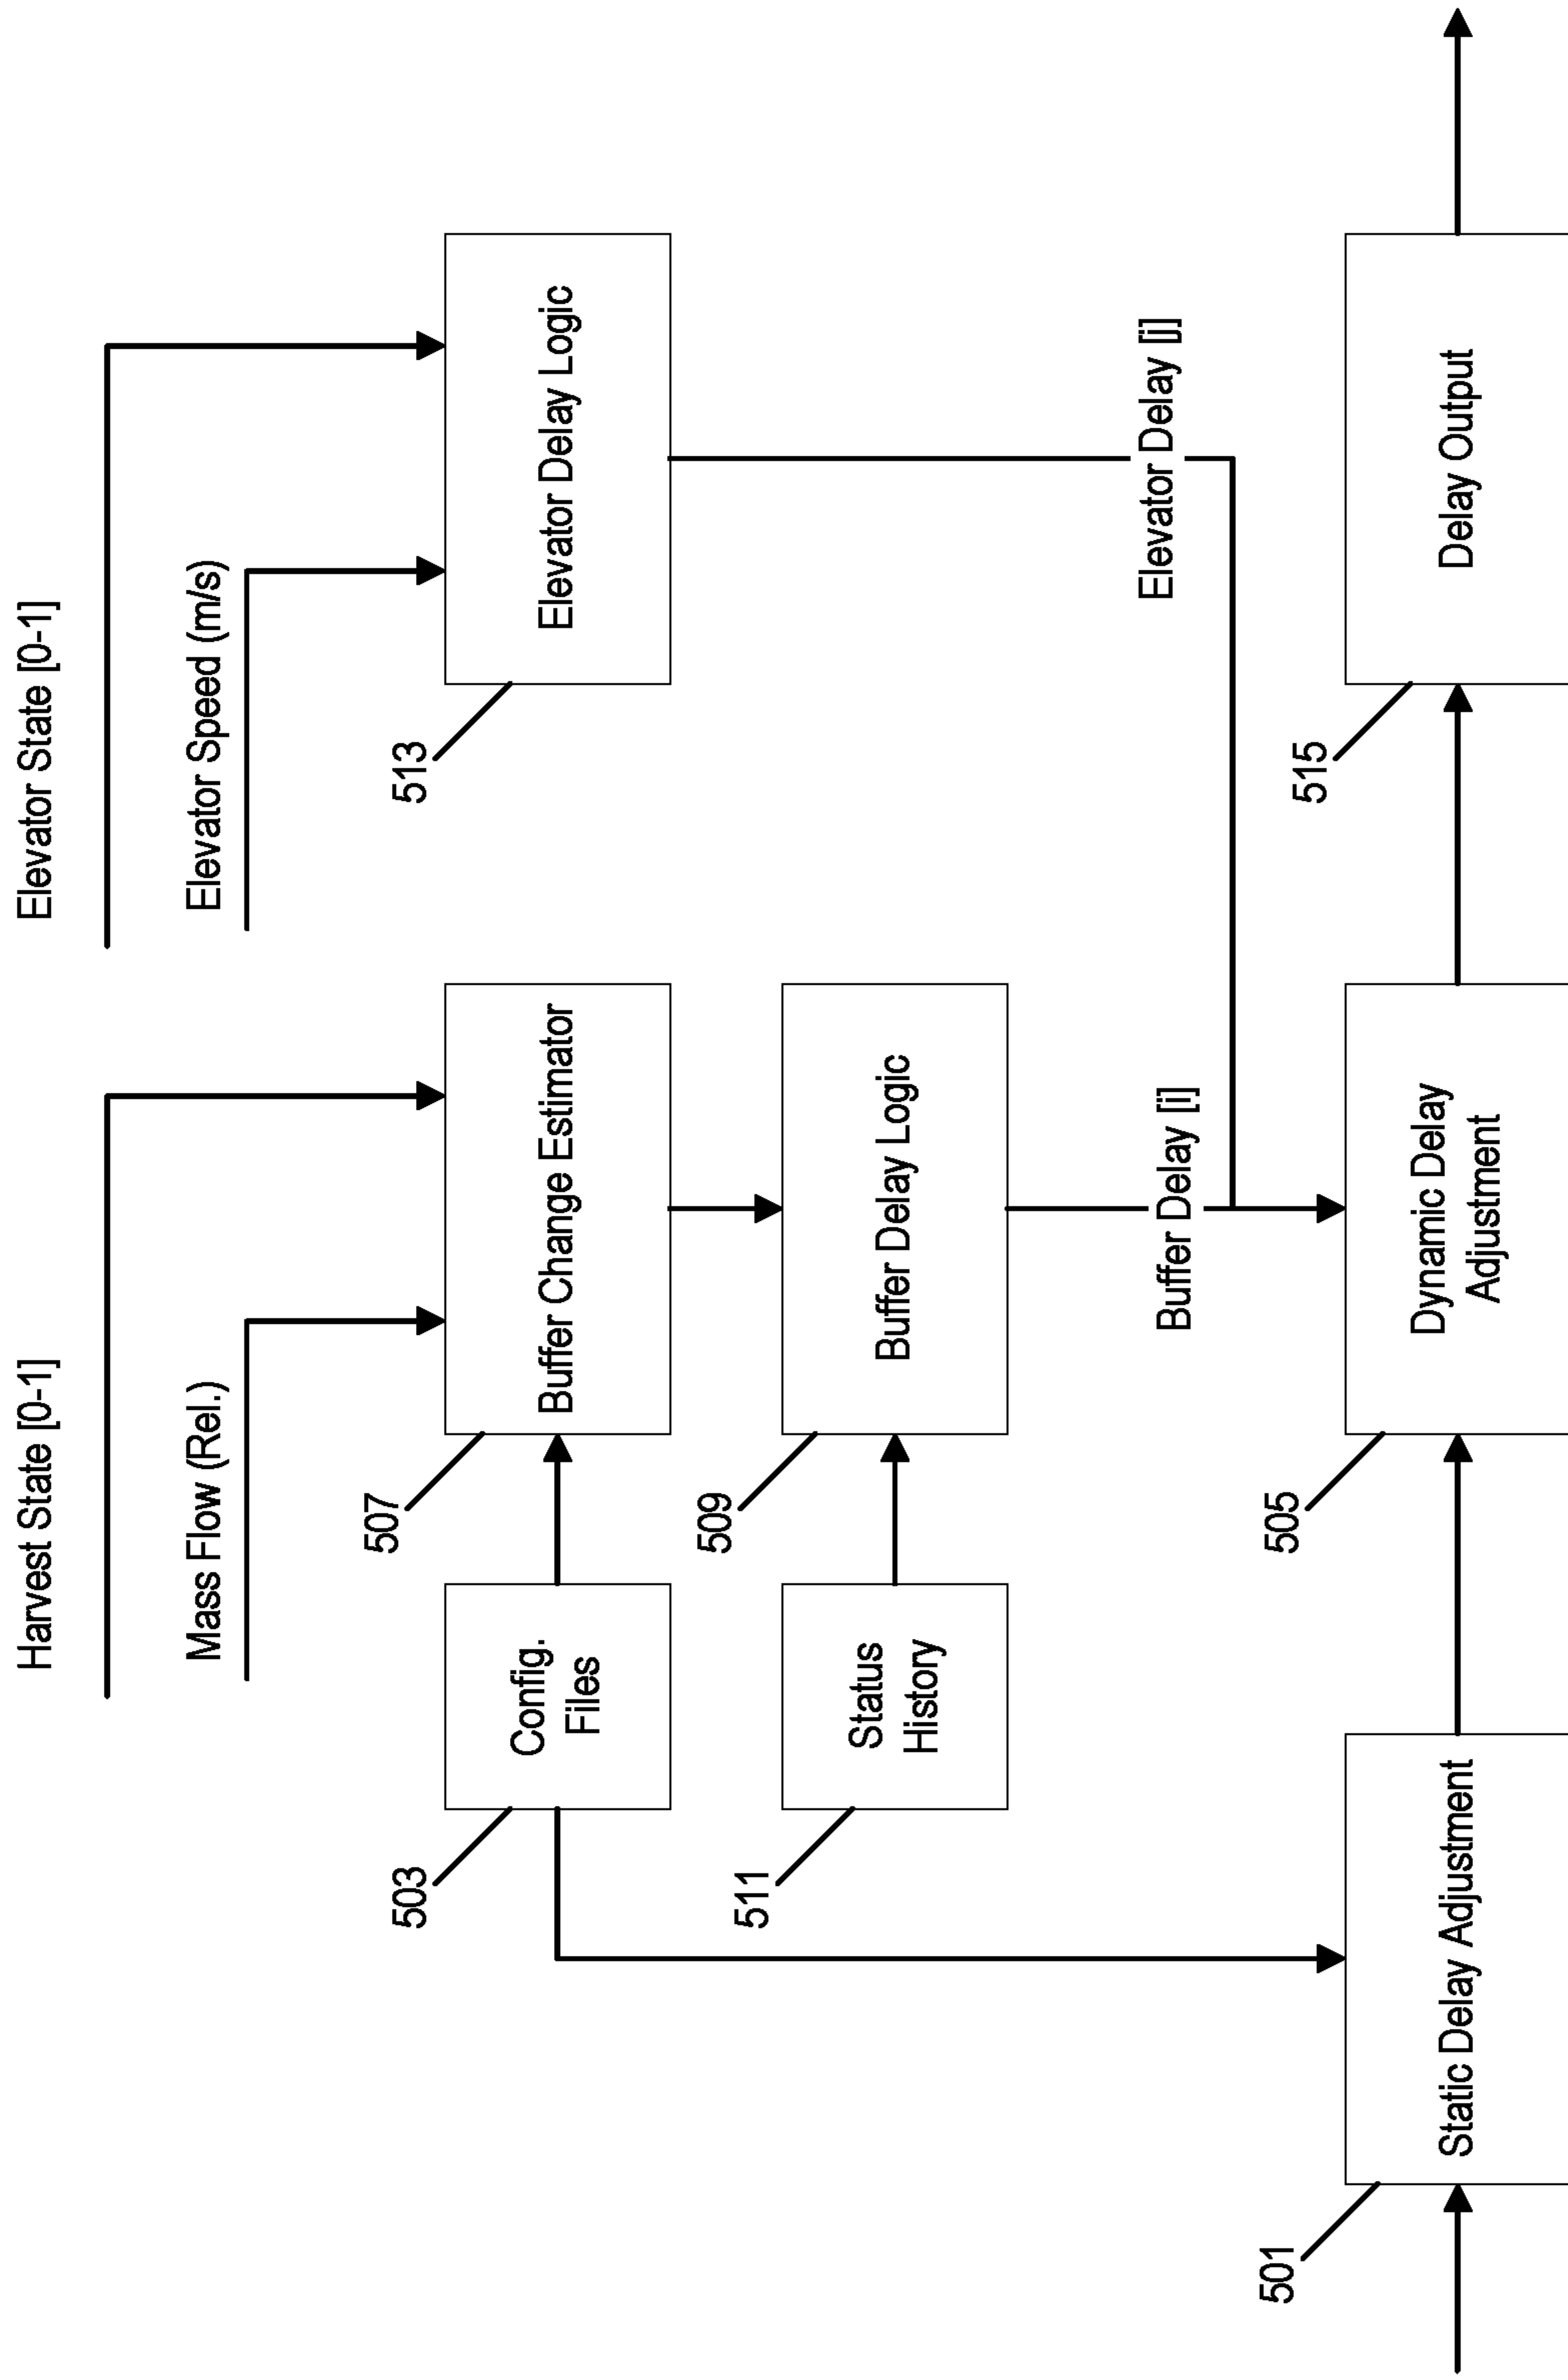 Harvest State [0-1]
Elevator State [0-1]
Mass Flow (Rel.)
Elevator Speed (m/s)
503
507
513
Config.
Files
Buffer Change Estimator
Elevator Delay Logic
511
509
Status
History
Buffer Delay Logic
Buffer Delay [i]
Elevator Delay [j]
501
505
515
Static Delay Adjustment
Dynamic Delay
Adjustment
Delay Output